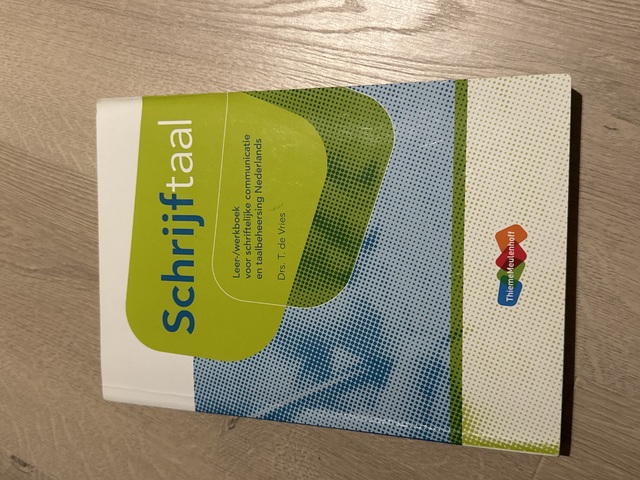 Schrijftaal
Leer-/werkboek
voor schriftelijke communicatie
en taalbeheersing Nederlands
Drs. T. de Vries
ThiemeMeulenhoff